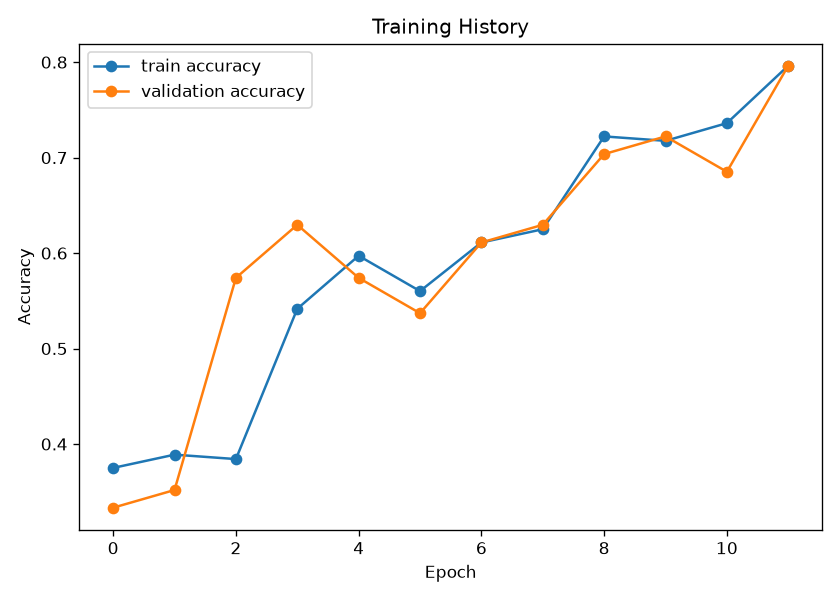 Training History
train accuracy
validation accuracy
0.8
0.7
0.6
0.5
0.4
Accuracy
0 2 4 6 8 10
Epoch